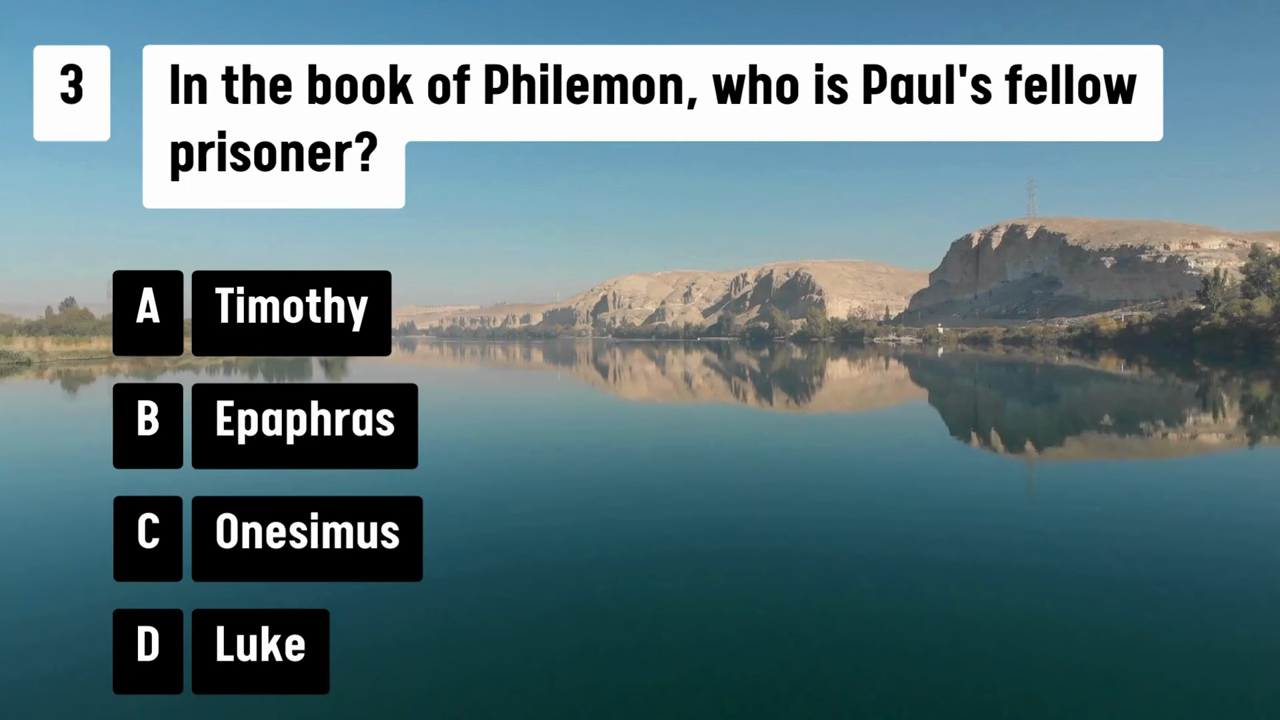 3
In the book of Philemon, who is Paul's fellow
prisoner?
A Timothy
B Epaphras
C Onesimus
D Luke